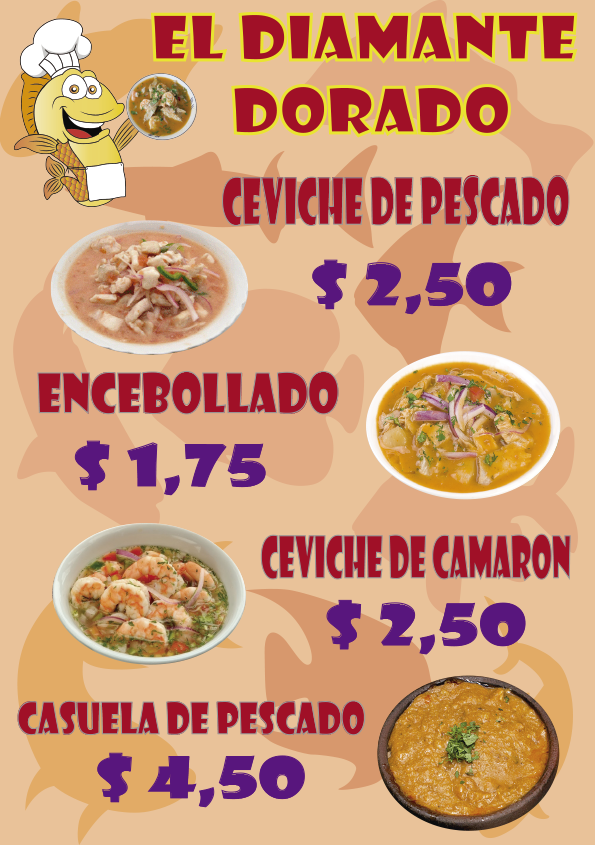 EL DIAMANTE
DORADO
CEVICHE DE PESCADO
$ 2,50
ENCEBOLLADO
$ 1,75
CEVICHE DE CAMARON
$ 2,50
CASUELA DE PESCADO
$ 4,50